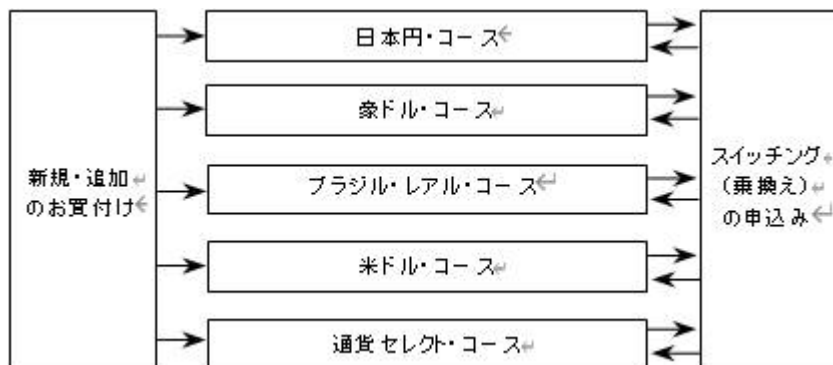 新規・追加
のお買付け
日本円・コース
豪ドル・コース
ブラジル・レアル・コース
米ドル・コース
通貨セレクト・コース
スイッチング
（乗換え）
の申込み